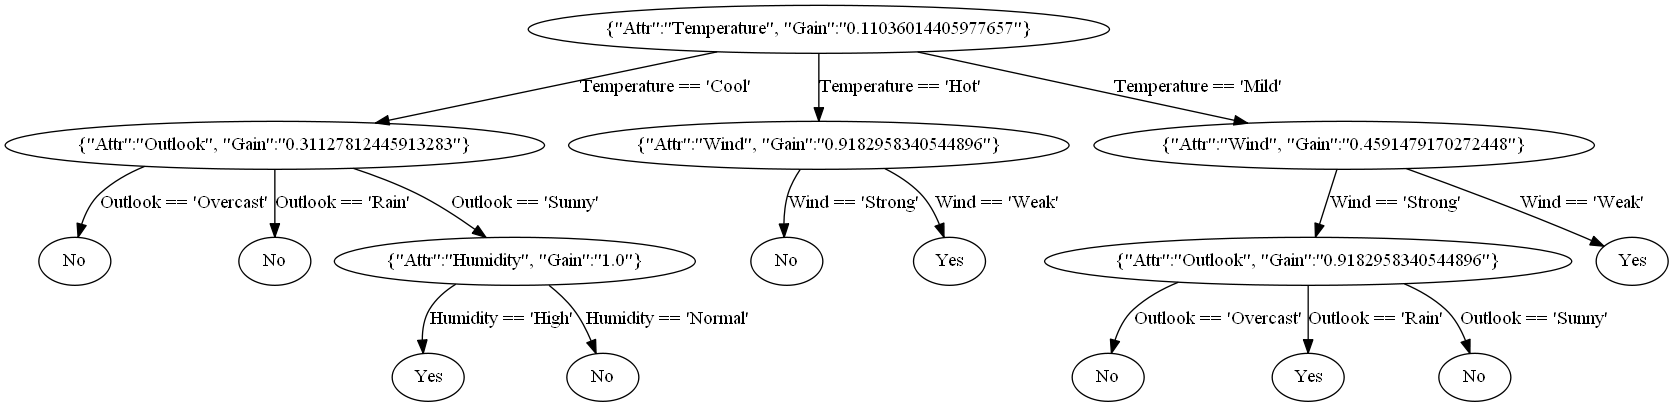 {"Attr":"Temperature", "Gain":"0.11036014405977657"}
Temperature == 'Cool'
Temperature == 'Hot'
Temperature == 'Mild'
{"Attr":"Outlook", "Gain":"0.31127812445913283"}
{"Attr":"Wind", "Gain":"0.9182958340544896"}
{"Attr":"Wind", "Gain":"0.4591479170272448"}
Outlook == 'Overcast'
Outlook == 'Rain'
Outlook == 'Sunny'
Wind == 'Strong'
Wind == 'Weak'
Wind == 'Strong'
Wind == 'Weak'
No
No
{"Attr":"Humidity", "Gain":"1.0"}
No
Yes
{"Attr":"Outlook", "Gain":"0.9182958340544896"}
Yes
Humidity == 'High'
Humidity == 'Normal'
Outlook == 'Overcast'
Outlook == 'Rain'
Outlook == 'Sunny'
Yes
No
No
Yes
No